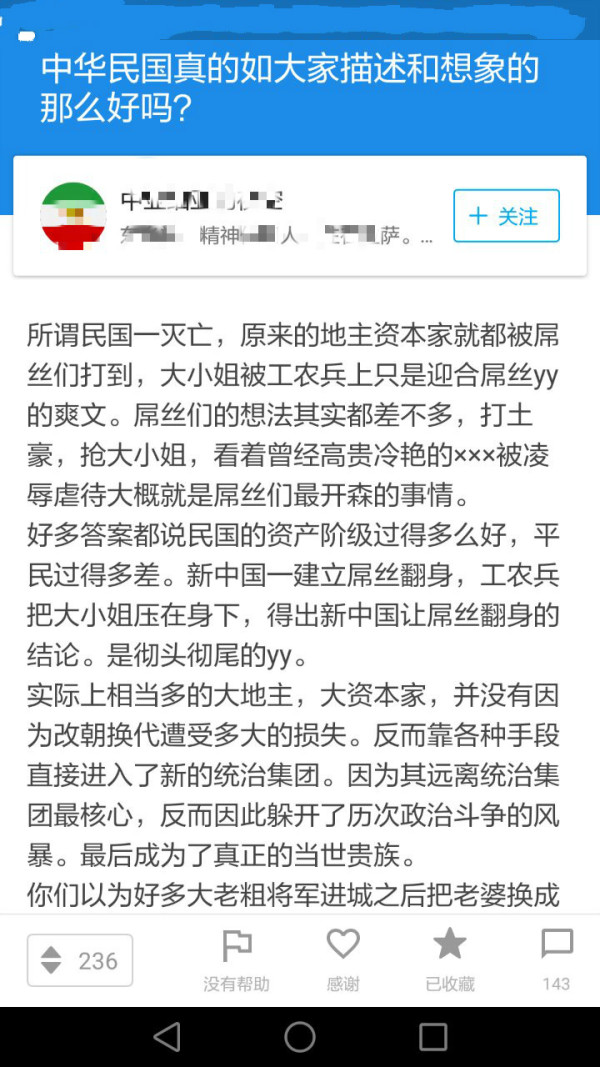 中华民国真的如大家描述和想象的
那么好吗？
精神
人
萨。...
＋ 关注
所谓民国一灭亡，原来的地主资本家就都被屌
丝们打到，大小姐被工农兵上只是迎合屌丝yy
的爽文。屌丝们的想法其实都差不多，打土
豪，抢大小姐，看着曾经高贵冷艳的×××被凌
辱虐待大概就是屌丝们最开森的事情。
好多答案都说民国的资产阶级过得多么好，平
民过得多差。新中国一建立屌丝翻身，工农兵
把大小姐压在身下，得出新中国让屌丝翻身的
结论。是彻头彻尾的yy。
实际上相当多的大地主，大资本家，并没有因
为改朝换代遭受多大的损失。反而靠各种手段
直接进入了新的统治集团。因为其远离统治集
团最核心，反而因此躲开了历次政治斗争的风
暴。最后成为了真正的当世贵族。
你们以为好多大老粗将军进城之后把老婆换成
236
没有帮助
感谢
已收藏
143